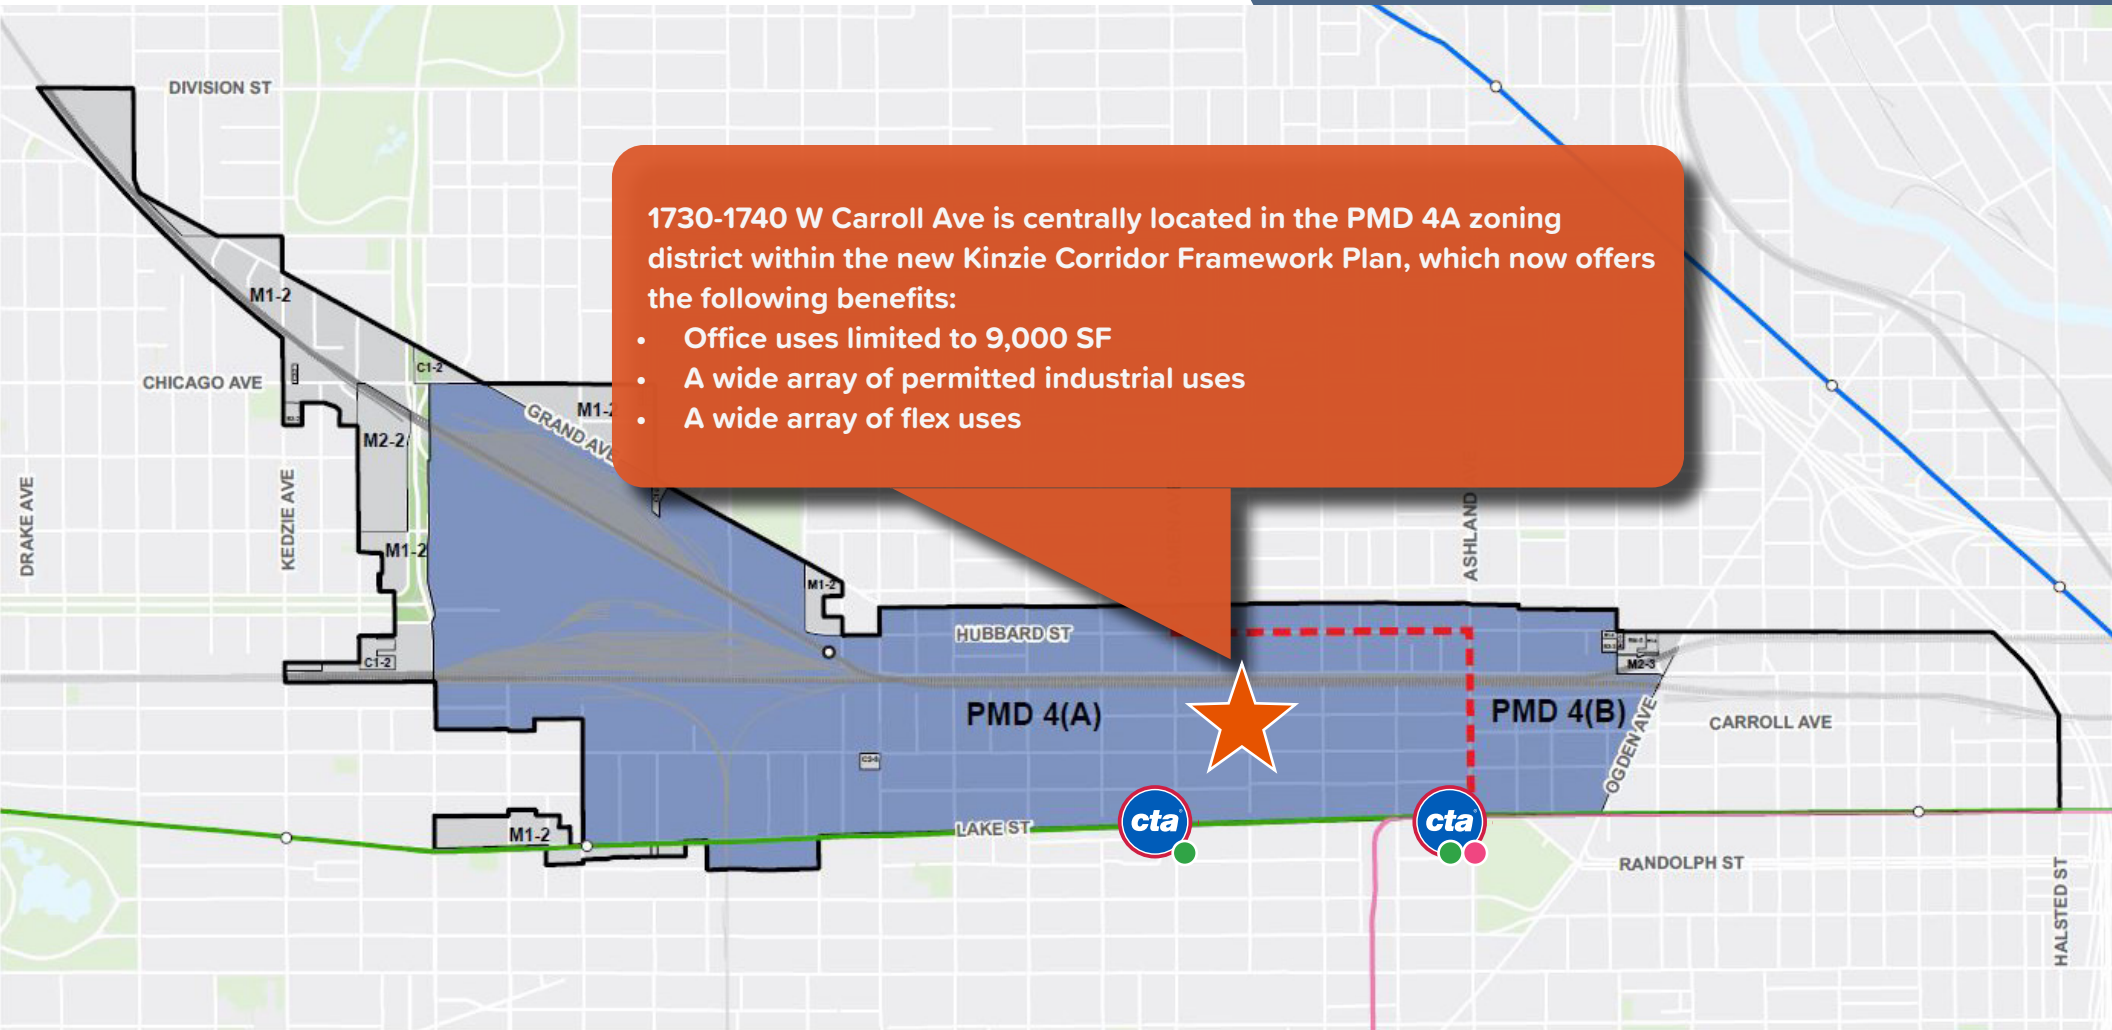 DIVISION ST
1730-1740 W Carroll Ave is centrally located in the PMD 4A zoning
district within the new Kinzie Corridor Framework Plan, which now offers
the following benefits:
• Office uses limited to 9,000 SF
• A wide array of permitted industrial uses
• A wide array of flex uses
M1-2
C1-2
CHICAGO AVE
M1-2
GRAND AVE
M2-2
DRAKE AVE
KEDZIE AVE
ASHLAND
M1-2
M1-2
HUBBARD ST
C1-2
M2-3
PMD 4(A)
PMD 4(B)
OGDEN AVE
CARROLL AVE
cta
cta
LAKE ST
M1-2
RANDOLPH ST
HALSTED ST